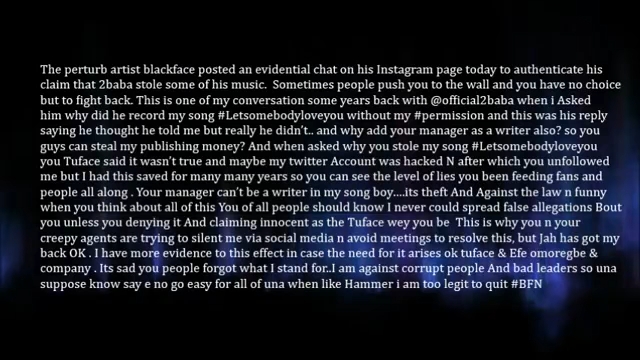 The perturb artist blackface posted an evidential chat on his Instagram page today to authenticate his
claim that 2baba stole some of his music.  Sometimes people push you to the wall and you have no choice
but to fight back. This is one of my conversation some years back with @official2baba when i Asked
him why did he record my song #Letsomebodyloveyou without my #permission and this was his reply
saying he thought he told me but really he didn't.. and why add your manager as a writer also? so you
guys can steal my publishing money? And when asked why you stole my song #Letsomebodyloveyou
you Tuface said it wasn't true and maybe my twitter Account was hacked N after which you unfollowed
me but I had this saved for many many years so you can see the level of lies you been feeding fans and
people all along . Your manager can't be a writer in my song boy....its theft And Against the law n funny
when you think about all of this You of all people should know I never could spread false allegations Bout
you unless you denying it And claiming innocent as the Tuface wey you be  This is why you n your
creepy agents are trying to silent me via social media n avoid meetings to resolve this, but Jah has got my
back OK . I have more evidence to this effect in case the need for it arises ok tuface & Efe omoregbe &
company . Its sad you people forgot what I stand for..I am against corrupt people And bad leaders so una
suppose know say e no go easy for all of una when like Hammer i am too legit to quit #BFN